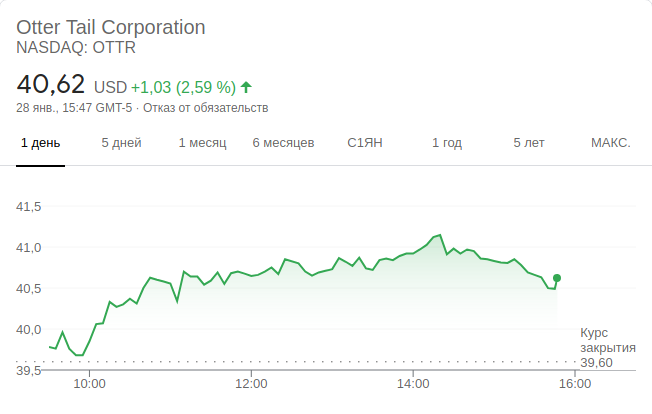 Otter Tail Corporation
NASDAQ: OTTR
40,62 USD +1,03 (2,59 %)
28 янв., 15:47 GMT-5 · Отказ от обязательств
1 день 5 дней 1 месяц 6 месяцев С1ЯН 1 год 5 лет МАКС.
41,5
41,0
40,5
40,0
39,5
Курс
закрытия
39,60
10:00 12:00 14:00 16:00